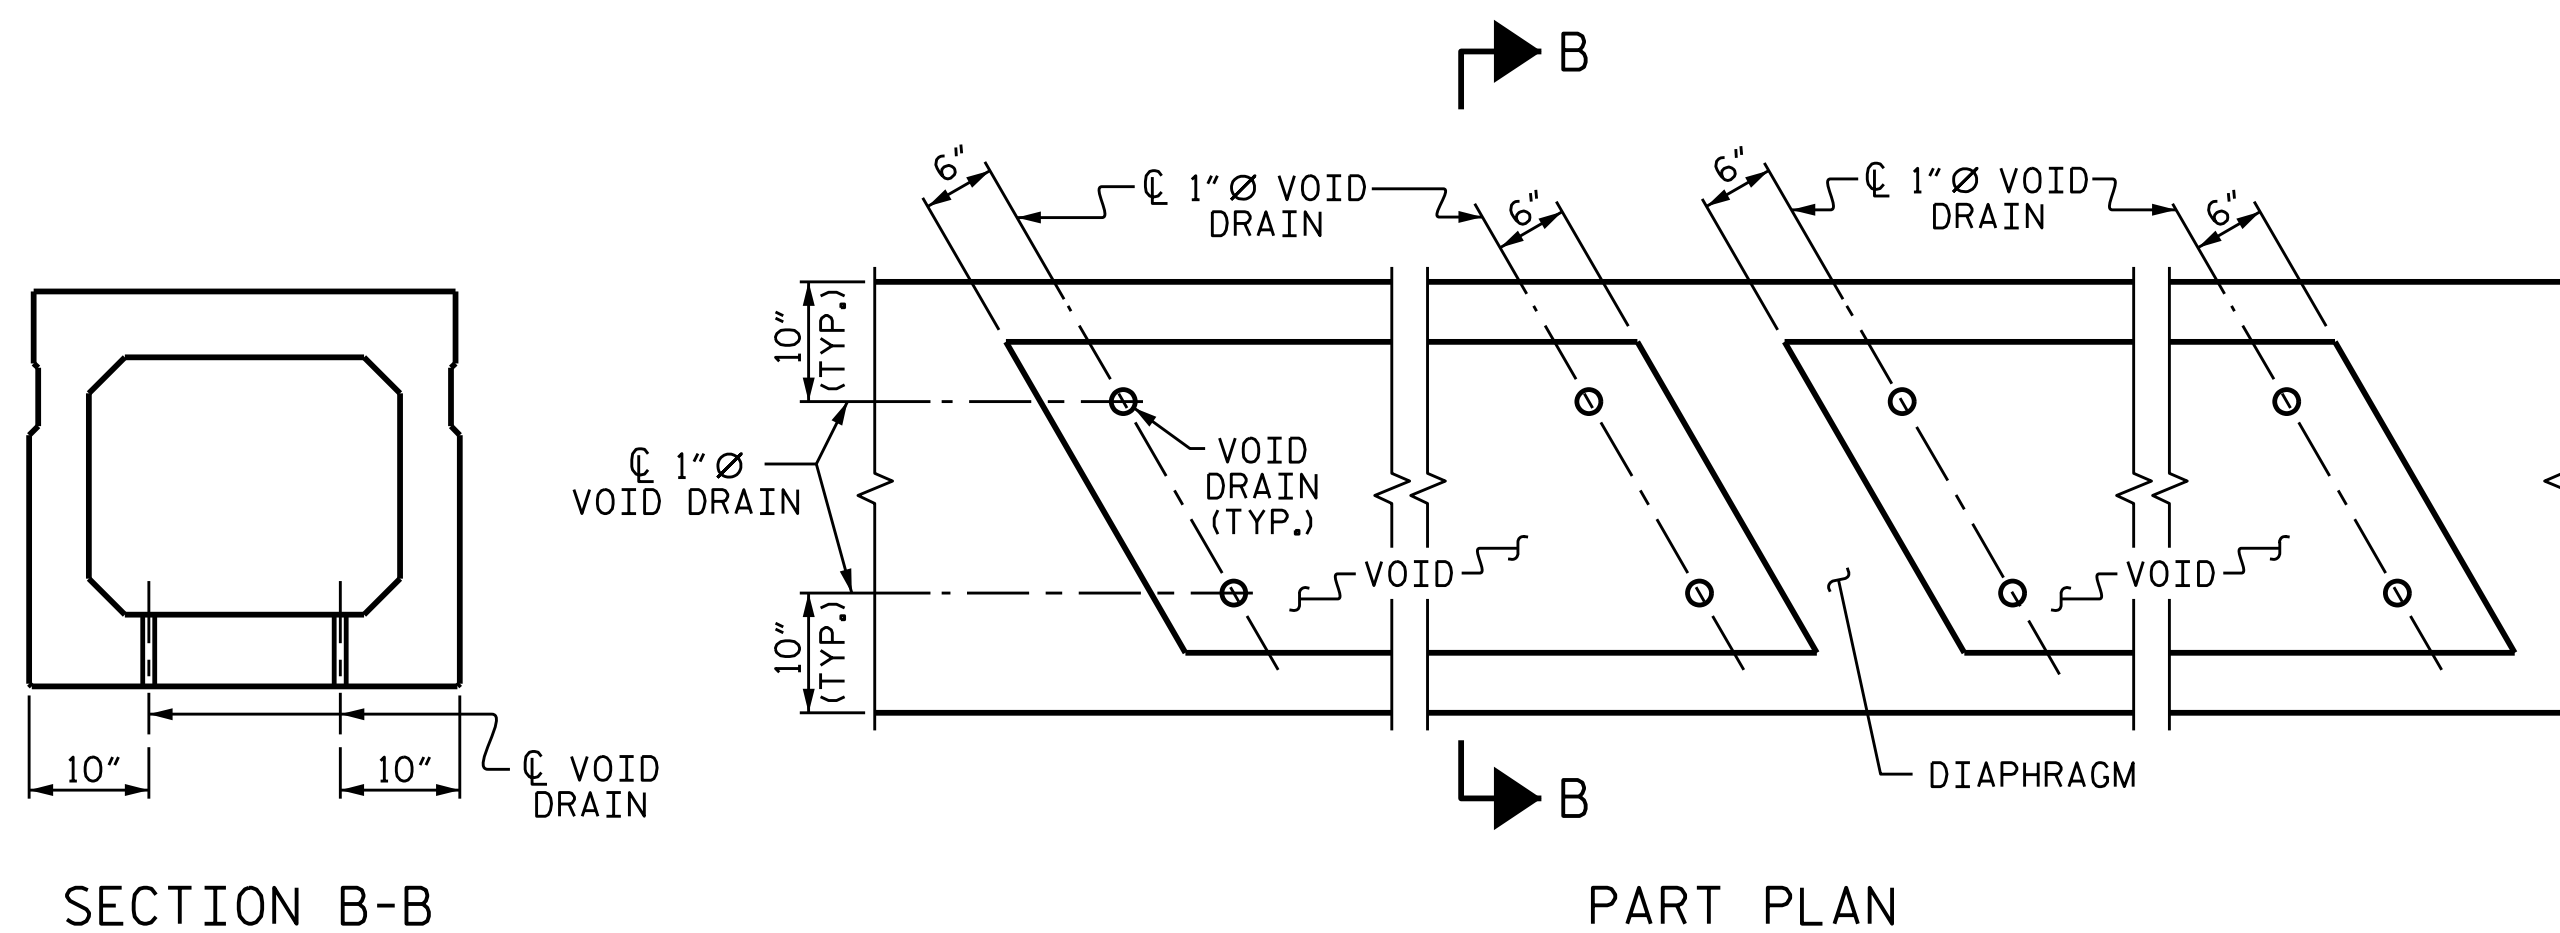 B
6"
℄ 1"Ø VOID
DRAIN
6"
6"
℄ 1"Ø VOID
DRAIN
6"
10"
(TYP.)
℄ 1"Ø
VOID DRAIN
VOID
DRAIN
(TYP.)
VOID
VOID
10"
(TYP.)
10"
10"
℄ VOID
DRAIN
DIAPHRAGM
B
SECTION B-B
PART PLAN